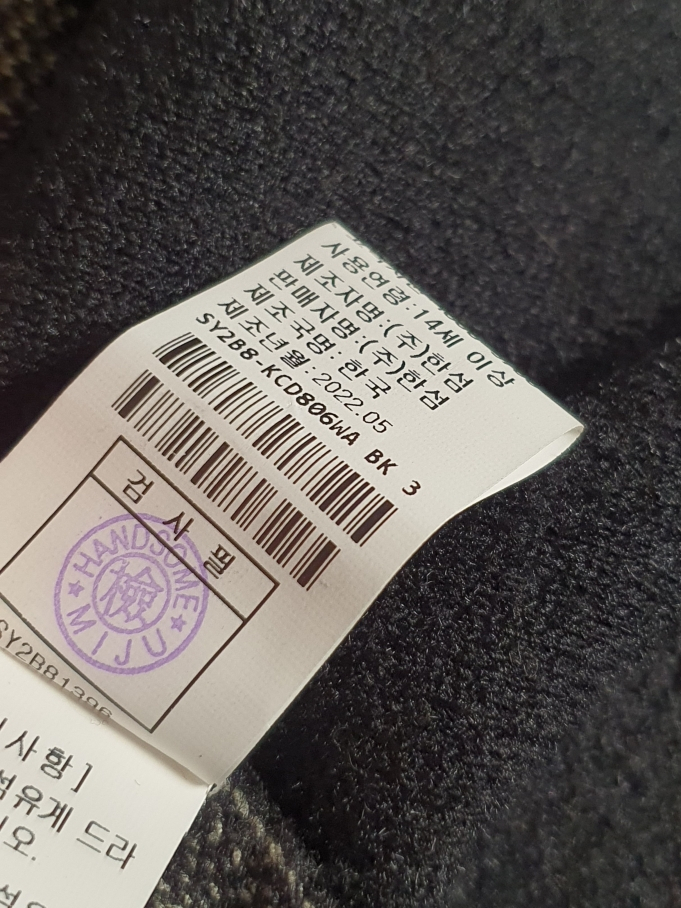 사용연령:14세 이상
제조자명:(주)한섬
판매자명:(주)한섬
제조국명:한국
제조년월:2022.05
SY2B8-KCD806WA BK 3
검사필
HANDSOME
檢
MIJU
사항]
석유계 드라
오.